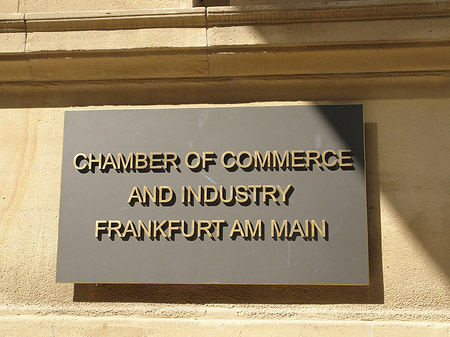 CHAMBER OF COMMERCE
AND INDUSTRY
FRANKFURT AM MAIN